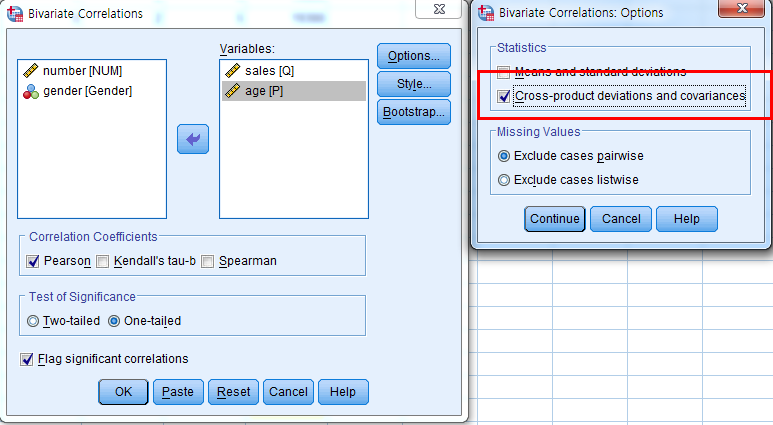 Bivariate Correlations
Variables:
number [NUM]
gender [Gender]
sales [Q]
age [P]
Options...
Style...
Bootstrap...
Correlation Coefficients
Pearson
Kendall's tau-b
Spearman
Test of Significance
Two-tailed
One-tailed
Flag significant correlations
OK
Paste
Reset
Cancel
Help
Bivariate Correlations: Options
Statistics
Means and standard deviations
Cross-product deviations and covariances
Missing Values
Exclude cases pairwise
Exclude cases listwise
Continue
Cancel
Help